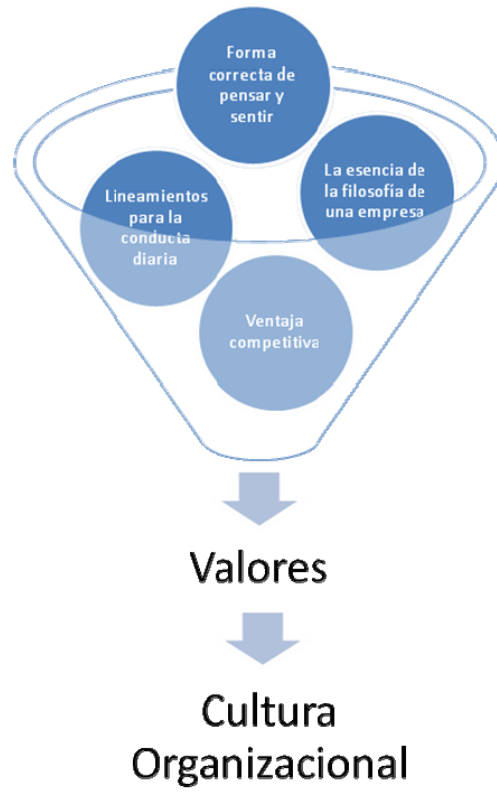 Forma
correcta de
pensar y
sentir
La esencia de
la filosofía de
una empresa
Lineamientos
para la
conducta
diaria
Ventaja
competitiva
Valores
Cultura
Organizacional